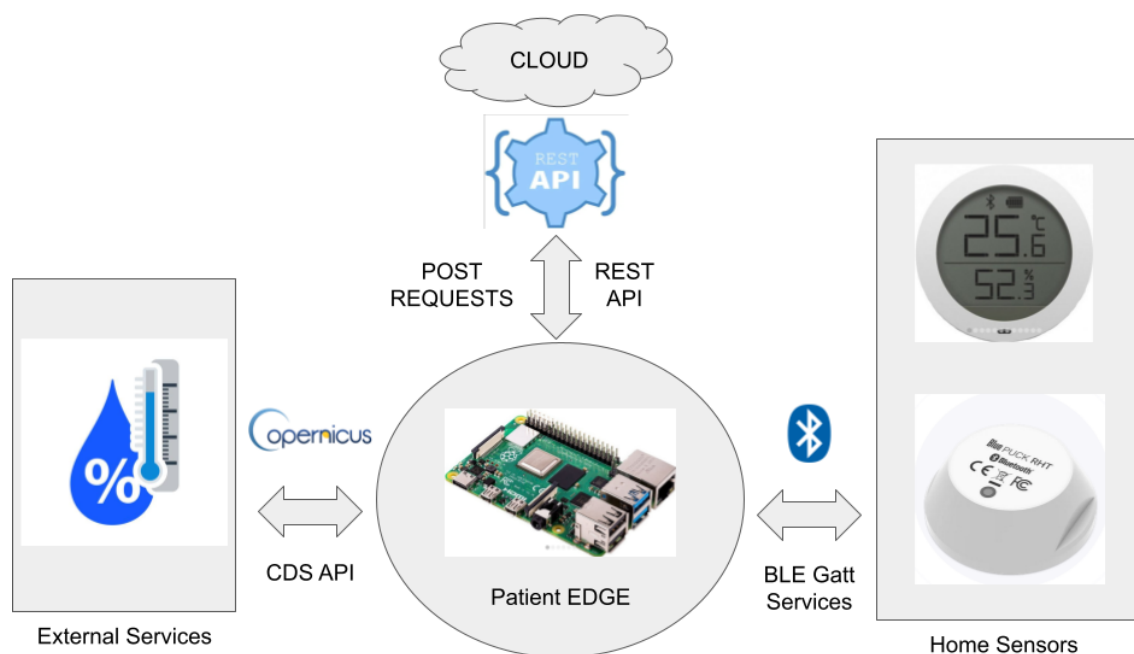 CLOUD
REST
API
POST
REQUESTS
REST
API
25.6 °C
52.3 %
%
Copernicus
CDS API
External Services
Patient EDGE
BLE Gatt
Services
Blue PUCK RHT
Bluetooth
CE FC
Home Sensors